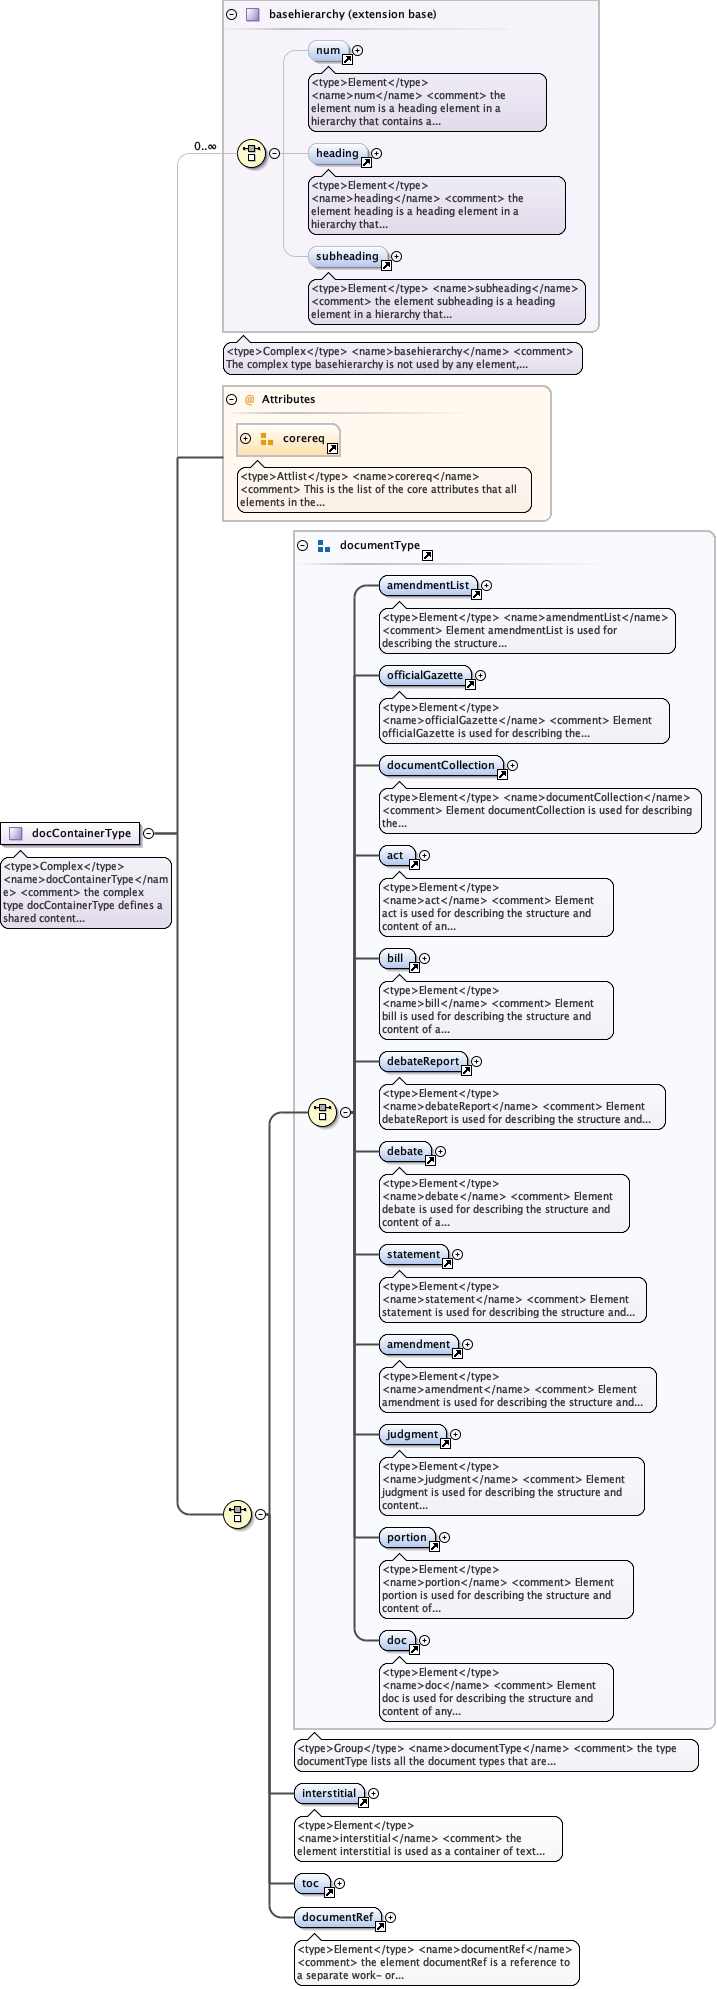 basehierarchy (extension base)
num
<type>Element</type>
<name>num</name> <comment> the
element num is a heading element in a
hierarchy that contains a...
0..∞
heading
<type>Element</type>
<name>heading</name> <comment> the
element heading is a heading element in a
hierarchy that...
subheading
<type>Element</type> <name>subheading</name>
<comment> the element subheading is a heading
element in a hierarchy that...
<type>Complex</type> <name>basehierarchy</name> <comment>
The complex type basehierarchy is not used by any element,...
@ Attributes
corereq
<type>Attlist</type> <name>corereq</name>
<comment> This is the list of the core attributes that all
elements in the...
documentType
amendmentList
<type>Element</type> <name>amendmentList</name>
<comment> Element amendmentList is used for
describing the structure...
officialGazette
<type>Element</type>
<name>officialGazette</name> <comment> Element
officialGazette is used for describing the...
documentCollection
<type>Element</type> <name>documentCollection</name>
<comment> Element documentCollection is used for describing
the...
docContainerType
<type>Complex</type>
<name>docContainerType</nam
e> <comment> the complex
type docContainerType defines a
shared content...
act
<type>Element</type>
<name>act</name> <comment> Element
act is used for describing the structure and
content of an...
bill
<type>Element</type>
<name>bill</name> <comment> Element
bill is used for describing the structure and
content of a...
debateReport
<type>Element</type>
<name>debateReport</name> <comment> Element
debateReport is used for describing the structure and...
debate
<type>Element</type>
<name>debate</name> <comment> Element
debate is used for describing the structure and
content of a...
statement
<type>Element</type>
<name>statement</name> <comment> Element
statement is used for describing the structure and...
amendment
<type>Element</type>
<name>amendment</name> <comment> Element
amendment is used for describing the structure and...
judgment
<type>Element</type>
<name>judgment</name> <comment> Element
judgment is used for describing the structure and
content...
portion
<type>Element</type>
<name>portion</name> <comment> Element
portion is used for describing the structure and
content of...
doc
<type>Element</type>
<name>doc</name> <comment> Element
doc is used for describing the structure and
content of any...
<type>Group</type> <name>documentType</name> <comment> the type
documentType lists all the document types that are...
interstitial
<type>Element</type>
<name>interstitial</name> <comment> the
element interstitial is used as a container of text...
toc
documentRef
<type>Element</type> <name>documentRef</name>
<comment> the element documentRef is a reference to
a separate work- or...